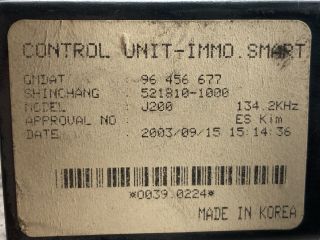 CONTROL UNIT-IMMO.SMART
GMDAT : 96 456 677
SHINCHANG : 521810-1000
MODEL : J200 134.2KHz
APPROVAL NO : ES Kim
DATE : 2003/09/15 15:14:36
*0039.0224*
MADE IN KOREA